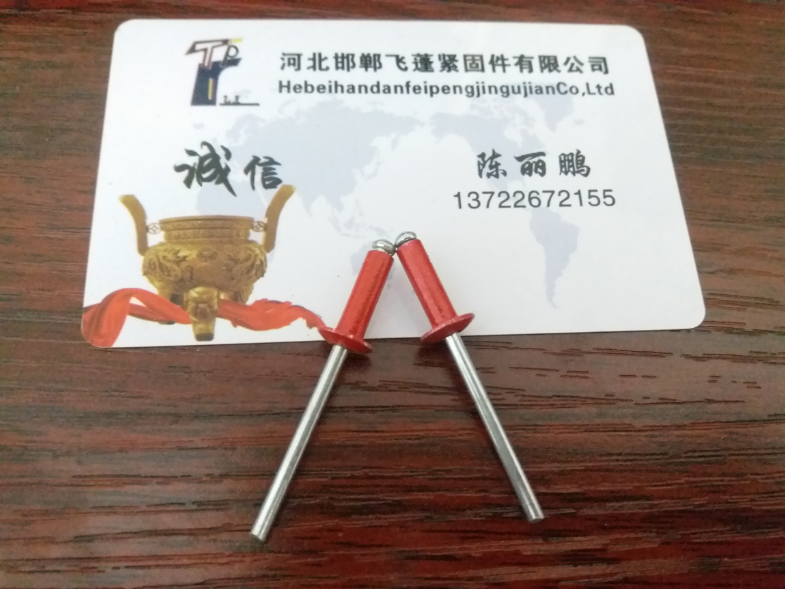 河北邯郸飞蓬紧固件有限公司
HebeihandanfeipengjingujianCo,Ltd
诚信
陈丽鹏
13722672155